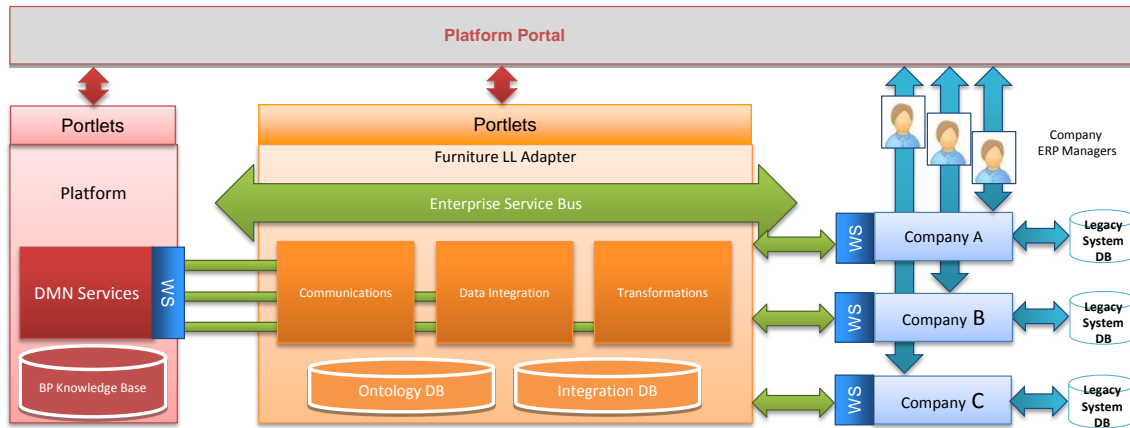 Platform Portal
Portlets
Portlets
Company
ERP Managers
Platform
Furniture LL Adapter
Enterprise Service Bus
WS
Company A
Legacy
System
DB
DMN Services
WS
Communications
Data Integration
Transformations
WS
Company B
Legacy
System
DB
BP Knowledge Base
Ontology DB
Integration DB
WS
Company C
Legacy
System
DB